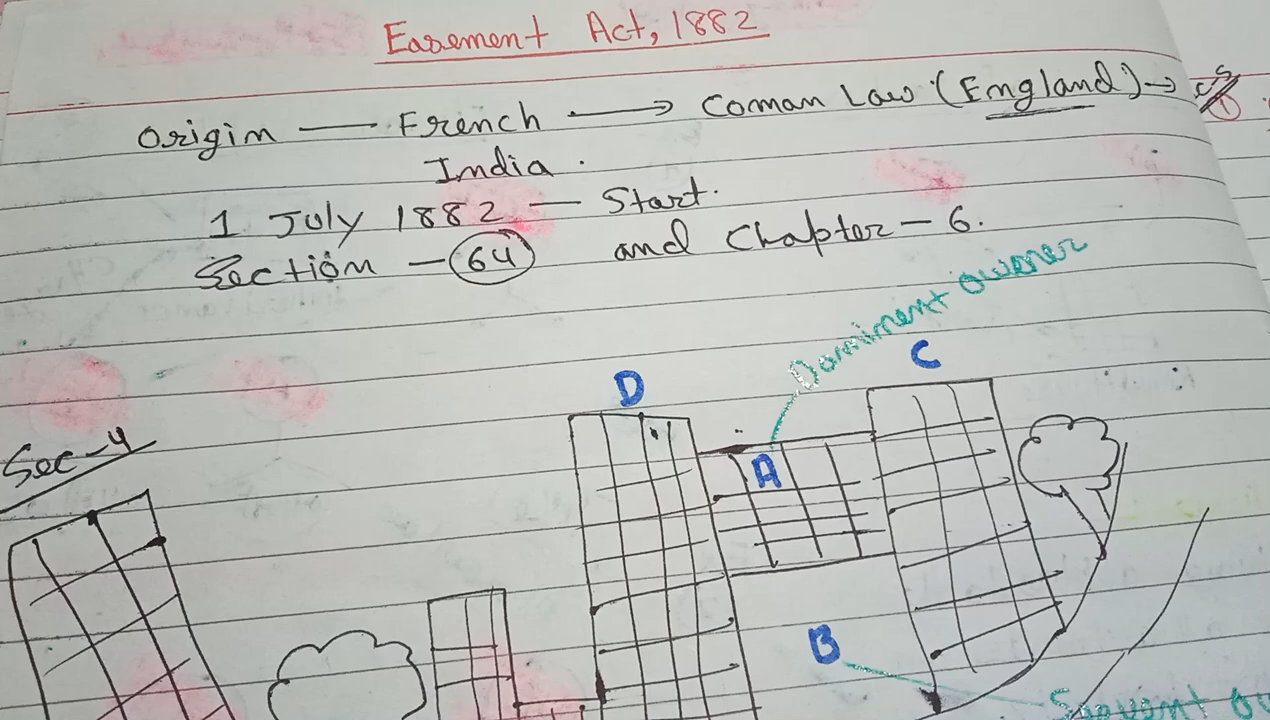 Easement Act, 1882
Origin — French → Coman Law (England) →
India.
1 July 1882 — Start.
Section — 64 and Chapter - 6.
Dominent owner
D
C
Sec-4
A
B
Servent